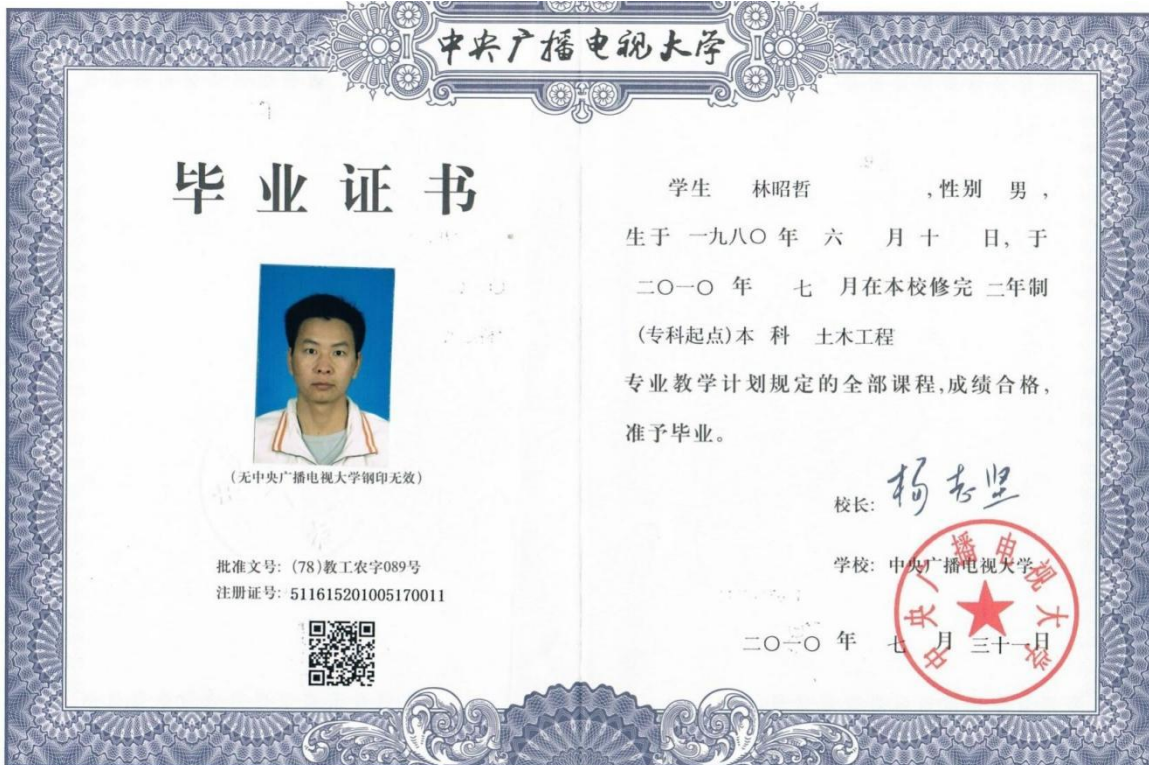 中央广播电视大学
毕业证书
(无中央广播电视大学钢印无效)
批准文号: (78)教工农字089号
注册证号: 511615201005170011
学生 林昭哲 ,性别 男,
生于 一九八〇 年 六 月 十 日, 于
二〇一〇 年 七 月在本校修完 二年制
(专科起点)本 科 土木工程
专业教学计划规定的全部课程,成绩合格,
准予毕业。
校长: 杨志坚
学校: 中央广播电视大学
二〇一〇 年 七 月 三十一日
中央广播电视大学